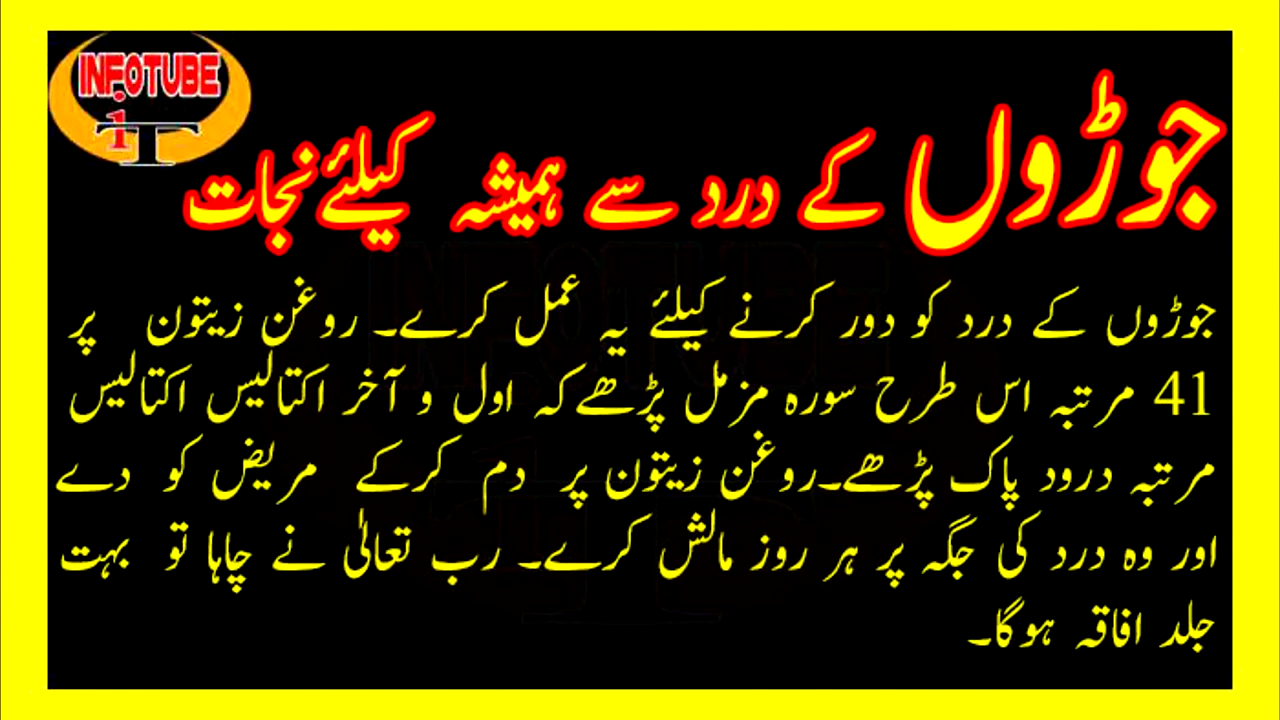 INFOTUBE
iT
جوڑوں کے درد سے ہمیشہ کیلئے نجات
جوڑوں کے درد کو دور کرنے کیلئے یہ عمل کرے۔ روغن زیتون پر
41 مرتبہ اس طرح سورہ مزمل پڑھے کہ اول و آخر اکتالیس اکتالیس
مرتبہ درود پاک پڑھے۔روغن زیتون پر دم کرکے مریض کو دے
اور وہ درد کی جگہ پر ہر روز مالش کرے۔ رب تعالیٰ نے چاہا تو بہت
جلد افاقہ ہوگا۔